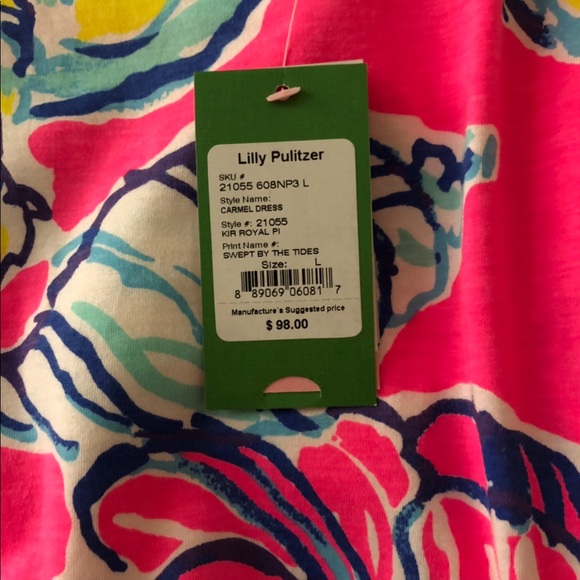 Lilly Pulitzer
SKU #
21055 608NP3 L
Style Name:
CARMEL DRESS
Style #: 21055
KIR ROYAL PI
Print Name #:
SWEPT BY THE TIDES
Size: L
8 89069 06081 7
Manufacture's Suggested price
$ 98.00